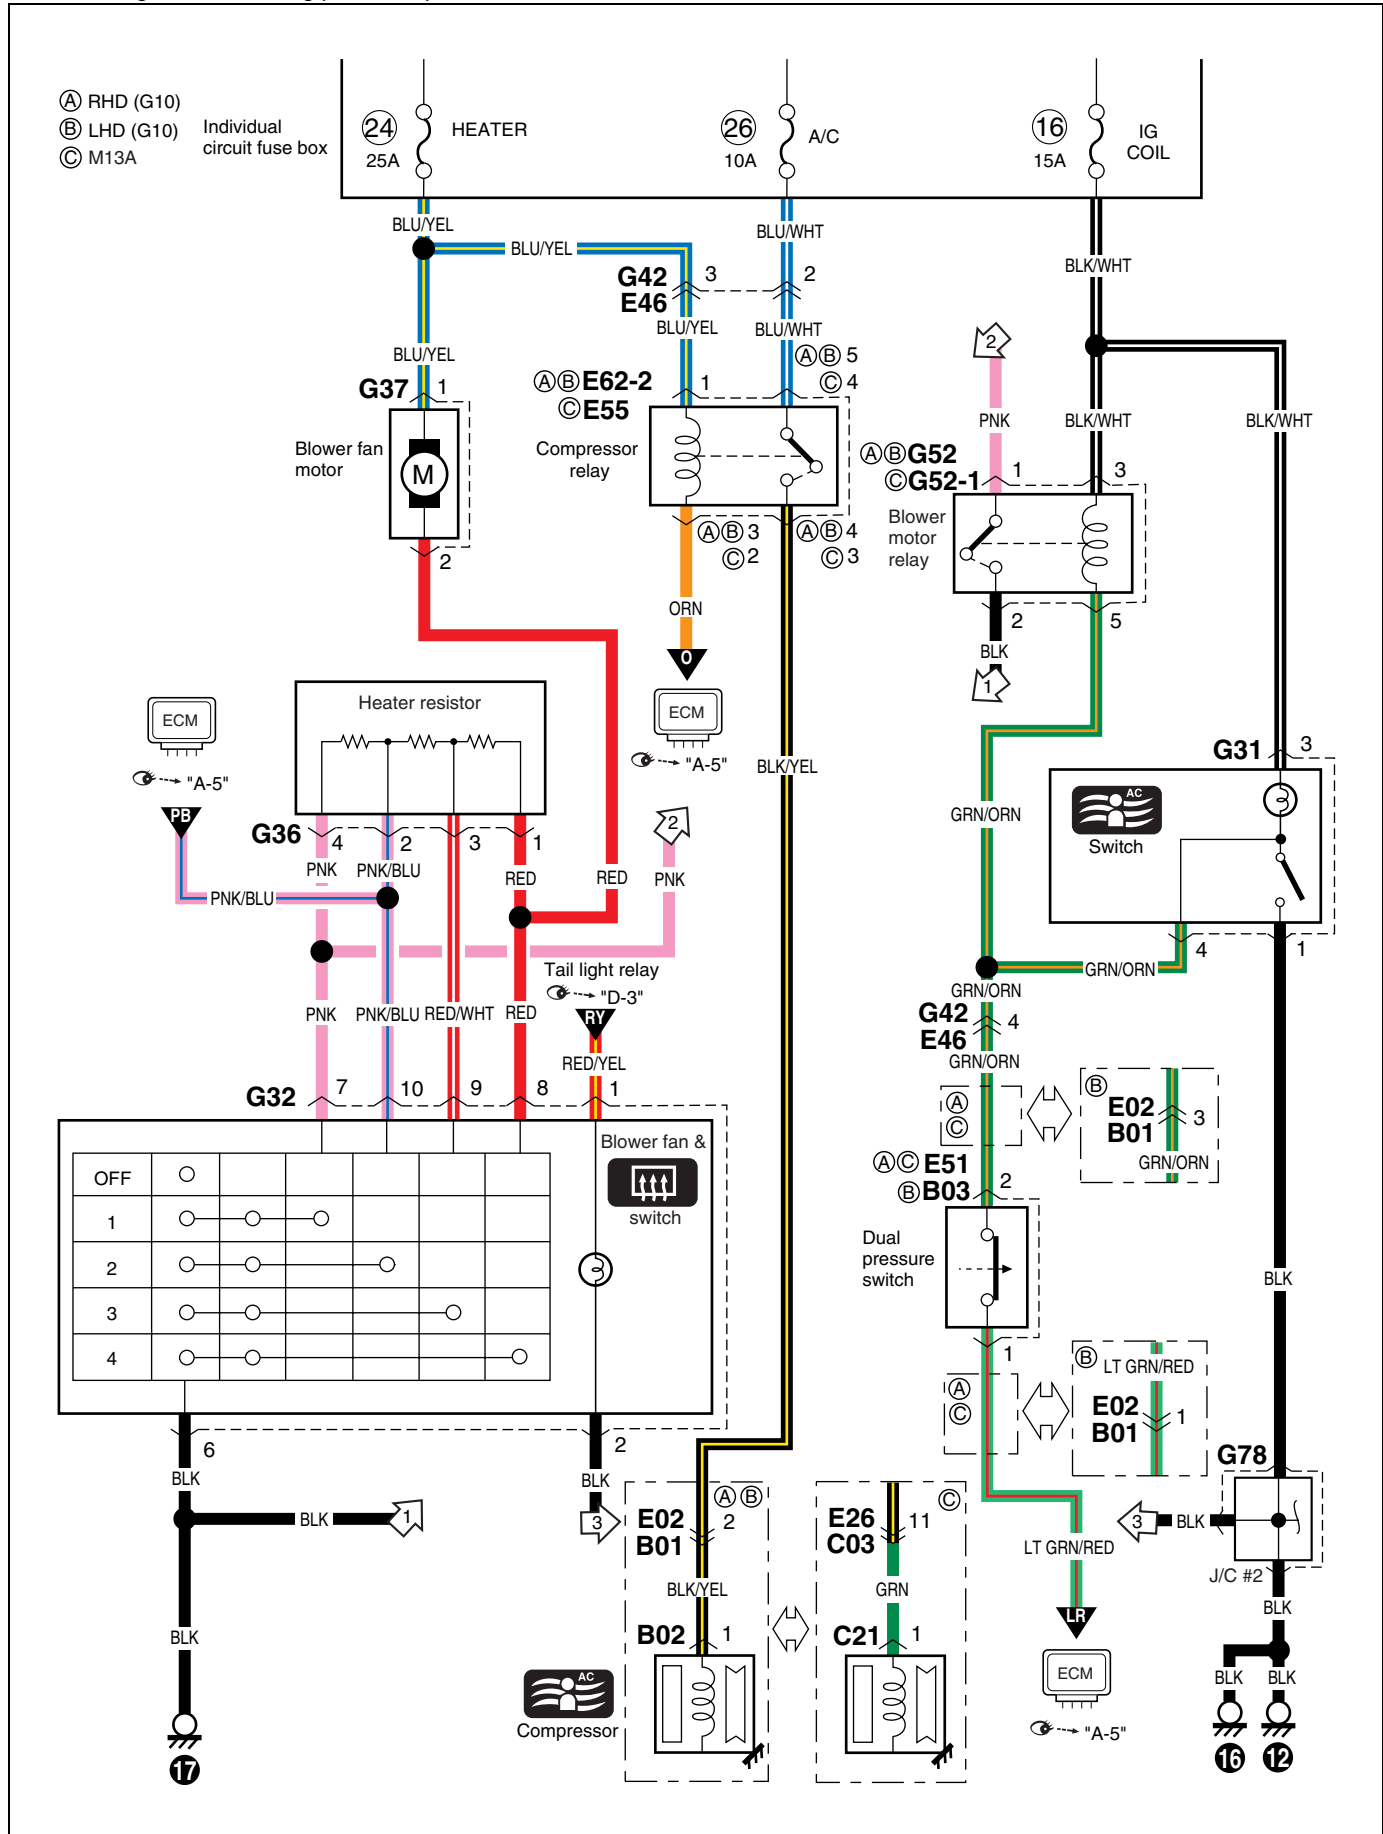 Ⓐ RHD (G10)
Ⓑ LHD (G10)
Ⓒ M13A
Individual
circuit fuse box
24
25A
HEATER
26
10A
A/C
16
15A
IG
COIL
BLU/YEL
BLU/YEL
BLU/WHT
BLK/WHT
G42
E46
3
2
BLU/YEL
BLU/WHT
BLU/YEL
ⒶⒷ 5
Ⓒ 4
2
G37
1
ⒶⒷ E62-2
Ⓒ E55
1
PNK
BLK/WHT
BLK/WHT
Blower fan
motor
M
Compressor
relay
ⒶⒷ G52
Ⓒ G52-1
1
3
Blower
motor
relay
2
ⒶⒷ 3
Ⓒ 2
ⒶⒷ 4
Ⓒ 3
ORN
2
5
BLK
1
O
ECM
"A-5"
Heater resistor
ECM
"A-5"
PB
BLK/YEL
G31
3
AC
Switch
GRN/ORN
G36
4
2
3
1
2
PNK
PNK/BLU
RED
RED
PNK
PNK/BLU
4
1
GRN/ORN
GRN/ORN
Tail light relay
"D-3"
RY
PNK
PNK/BLU
RED/WHT
RED
RED/YEL
G42
E46
4
GRN/ORN
G32
7
10
9
8
1
Ⓐ
Ⓒ
Ⓑ
E02
B01
3
GRN/ORN
Blower fan &
switch
OFF
1
2
3
4
ⒶⒸ E51
Ⓑ B03
2
Dual
pressure
switch
1
BLK
Ⓐ
Ⓒ
Ⓑ
LT GRN/RED
E02
B01
1
6
2
BLK
BLK
BLK
1
3
G78
3
BLK
J/C #2
ⒶⒷ
E02
B01
2
BLK/YEL
B02
1
Ⓒ
E26
C03
11
GRN
C21
1
LT GRN/RED
LR
ECM
"A-5"
BLK
BLK
BLK
BLK
AC
Compressor
17
16
12